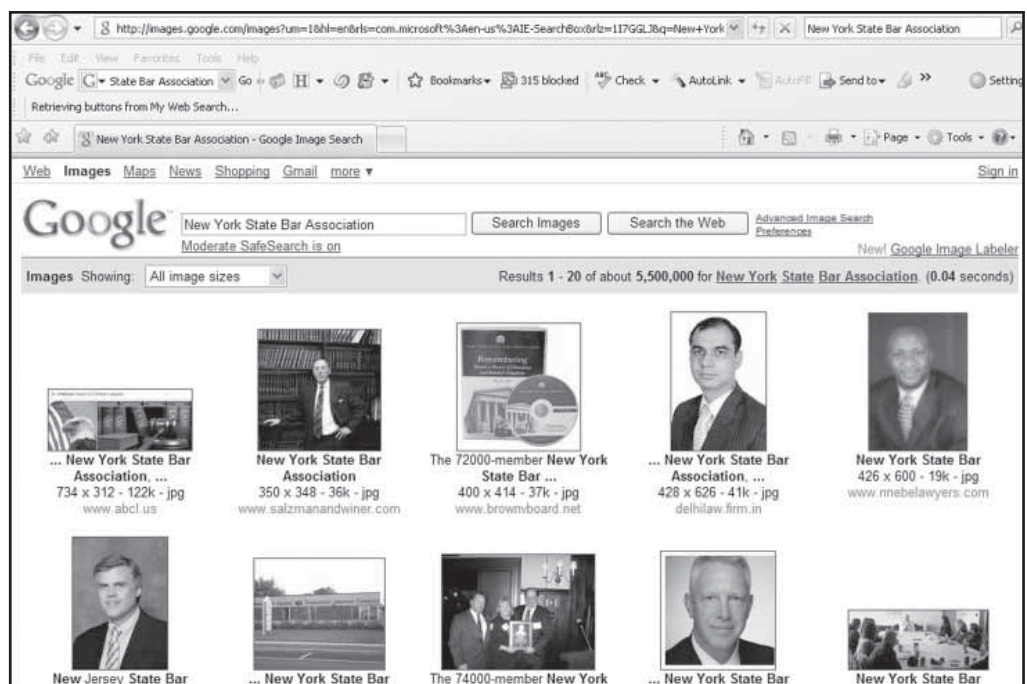 http://images.google.com/images?um=1&hl=en&rls=com.microsoft%3Aen-us%3AIE-SearchBox&rlz=1I7GGLJ&q=New+York
New York State Bar Association
File Edit View Favorites Tools Help
Google G State Bar Association Go H Bookmarks 315 blocked ABC Check AutoLink AutoFill Send to Setting
Retrieving buttons from My Web Search...
New York State Bar Association - Google Image Search Page Tools
Web Images Maps News Shopping Gmail more ▼ Sign in
Google New York State Bar Association Search Images Search the Web Advanced Image Search
Preferences
Moderate SafeSearch is on New! Google Image Labeler
Images Showing: All image sizes Results 1 - 20 of about 5,500,000 for New York State Bar Association. (0.04 seconds)
Remembering
... New York State Bar
Association, ...
734 x 312 - 122k - jpg
www.abcl.us
New York State Bar
Association
350 x 348 - 36k - jpg
www.salzmanandwiner.com
The 72000-member New York
State Bar ...
400 x 414 - 37k - jpg
www.brownvboard.net
... New York State Bar
Association, ...
428 x 626 - 41k - jpg
delhilaw.firm.in
New York State Bar
426 x 600 - 19k - jpg
www.nnebelawyers.com
New Jersey State Bar
... New York State Bar
The 74000-member New York
... New York State Bar
New York State Bar